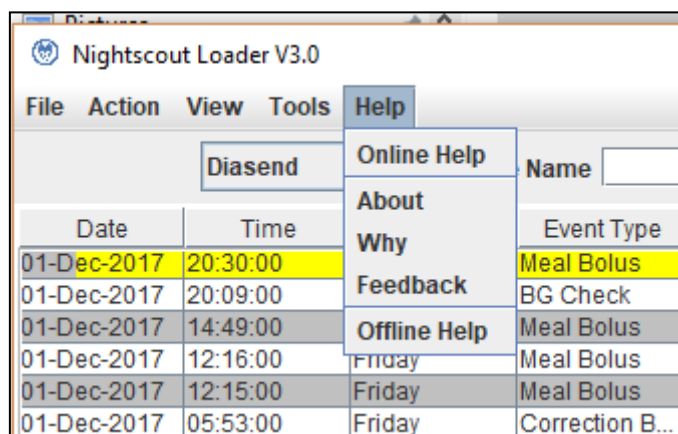 Pictures
Nightscout Loader V3.0
File Action View Tools Help
Online Help
About
Why
Feedback
Offline Help
Diasend
Name
Date Time Event Type
01-Dec-2017 20:30:00 Meal Bolus
01-Dec-2017 20:09:00 BG Check
01-Dec-2017 14:49:00 Meal Bolus
01-Dec-2017 12:16:00 Friday Meal Bolus
01-Dec-2017 12:15:00 Friday Meal Bolus
01-Dec-2017 05:53:00 Friday Correction B...